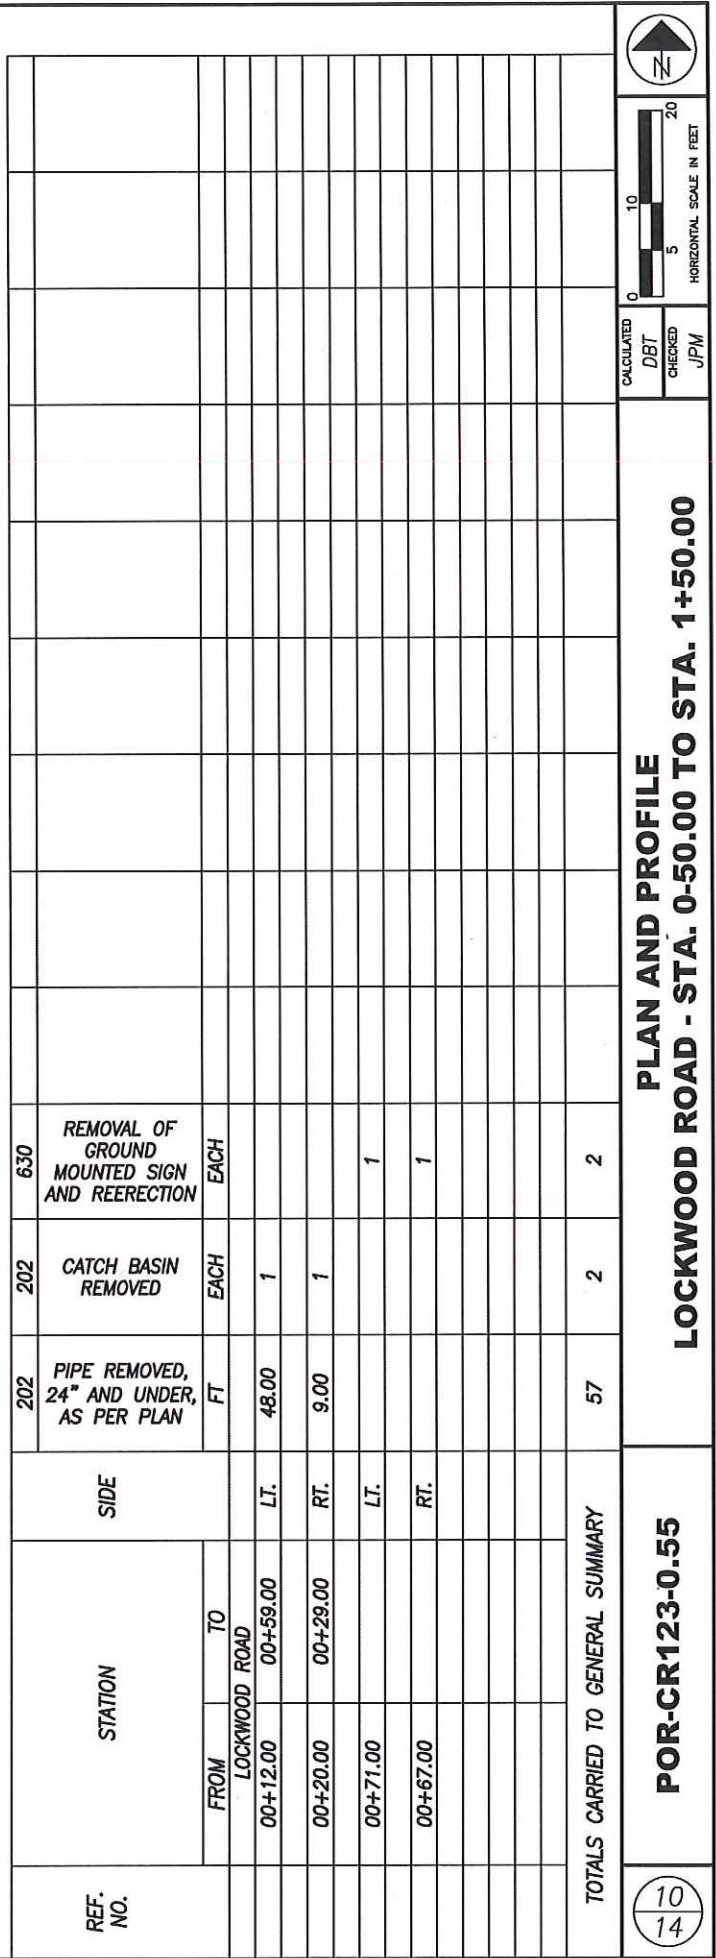 REF. NO.
STATION
SIDE
202
202
630
PIPE REMOVED,
24" AND UNDER,
AS PER PLAN
CATCH BASIN
REMOVED
REMOVAL OF
GROUND
MOUNTED SIGN
AND REERECTION
FROM TO FT EACH EACH
LOCKWOOD ROAD
00+12.00 00+59.00 LT. 48.00 1
00+20.00 00+29.00 RT. 9.00 1
00+71.00 LT. 1
00+67.00 RT. 1
TOTALS CARRIED TO GENERAL SUMMARY 57 2 2
10
14
POR-CR123-0.55
PLAN AND PROFILE
LOCKWOOD ROAD - STA. 0-50.00 TO STA. 1+50.00
CALCULATED
DBT
CHECKED
JPM
0 10
5 20
HORIZONTAL SCALE IN FEET
N